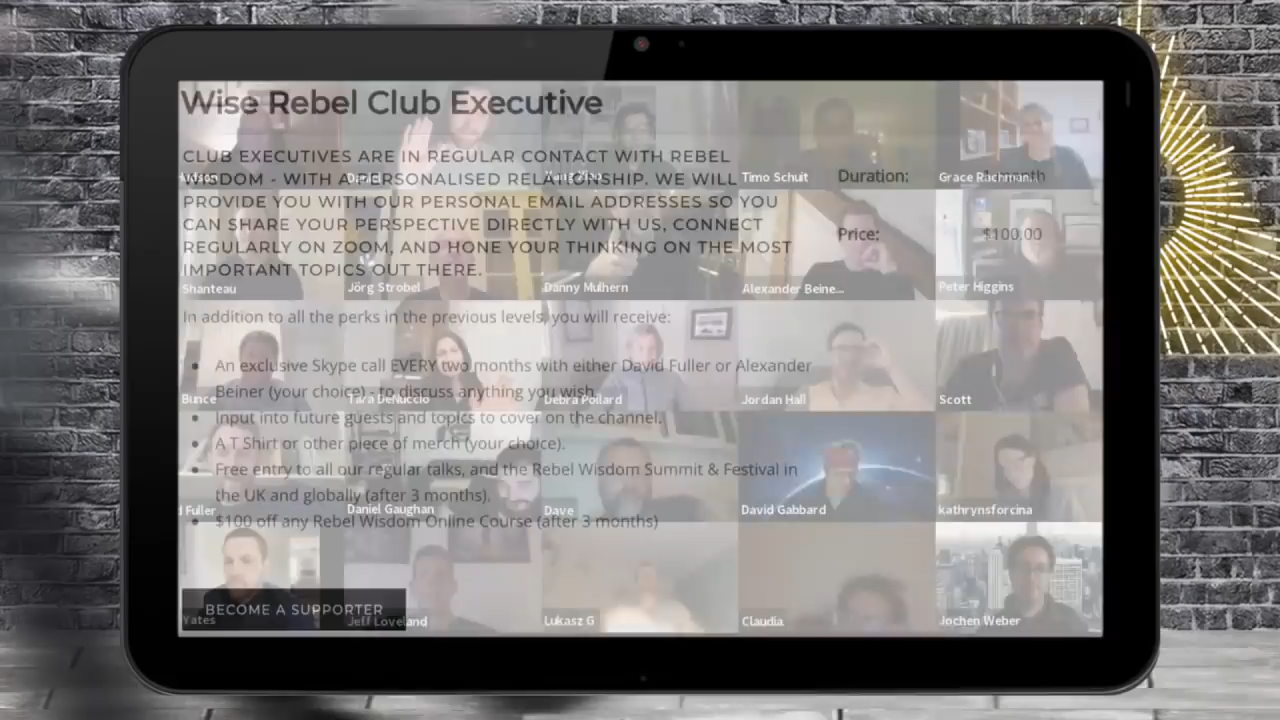 Wise Rebel Club Executive
CLUB EXECUTIVES ARE IN REGULAR CONTACT WITH REBEL
WISDOM - WITH A PERSONALISED RELATIONSHIP. WE WILL
PROVIDE YOU WITH OUR PERSONAL EMAIL ADDRESSES SO YOU
CAN SHARE YOUR PERSPECTIVE DIRECTLY WITH US, CONNECT
REGULARLY ON ZOOM, AND HONE YOUR THINKING ON THE MOST
IMPORTANT TOPICS OUT THERE.
Duration:
Price: $100.00
In addition to all the perks in the previous levels, you will receive:
An exclusive Skype call EVERY two months with either David Fuller or Alexander
Beiner (your choice) - to discuss anything you wish.
Input into future guests and topics to cover on the channel.
A T Shirt or other piece of merch (your choice).
Free entry to all our regular talks, and the Rebel Wisdom Summit & Festival in
the UK and globally (after 3 months).
$100 off any Rebel Wisdom Online Course (after 3 months)
BECOME A SUPPORTER
Daniel
Timo Schuit
Grace
Shanteau
Jörg Strobel
Danny Mulhern
Alexander Beine...
Peter Higgins
Bunce
Tara DeNuccio
Debra Pollard
Jordan Hall
Scott
d Fuller
Daniel Gaughan
Dave
David Gabbard
kathrynsforcina
Yates
Jeff Loveland
Lukasz G
Claudia
Jochen Weber